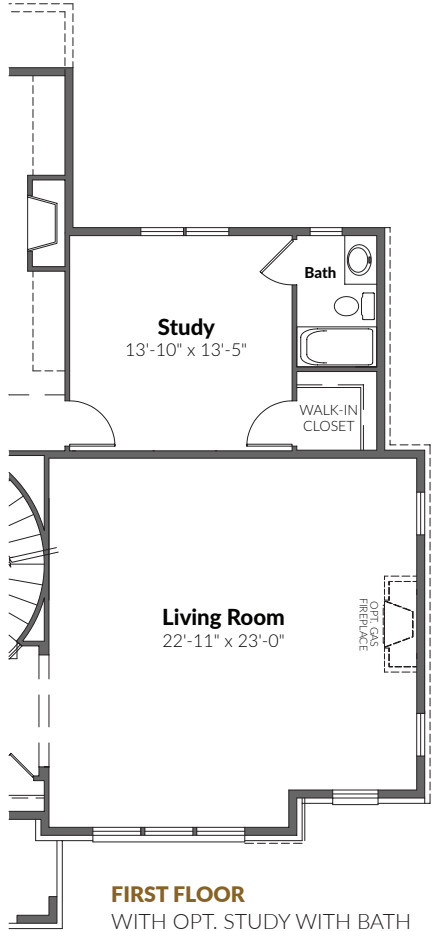 Bath
Study
13'-10" x 13'-5"
WALK-IN
CLOSET
Living Room
22'-11" x 23'-0"
OPT. GAS
FIREPLACE
FIRST FLOOR
WITH OPT. STUDY WITH BATH